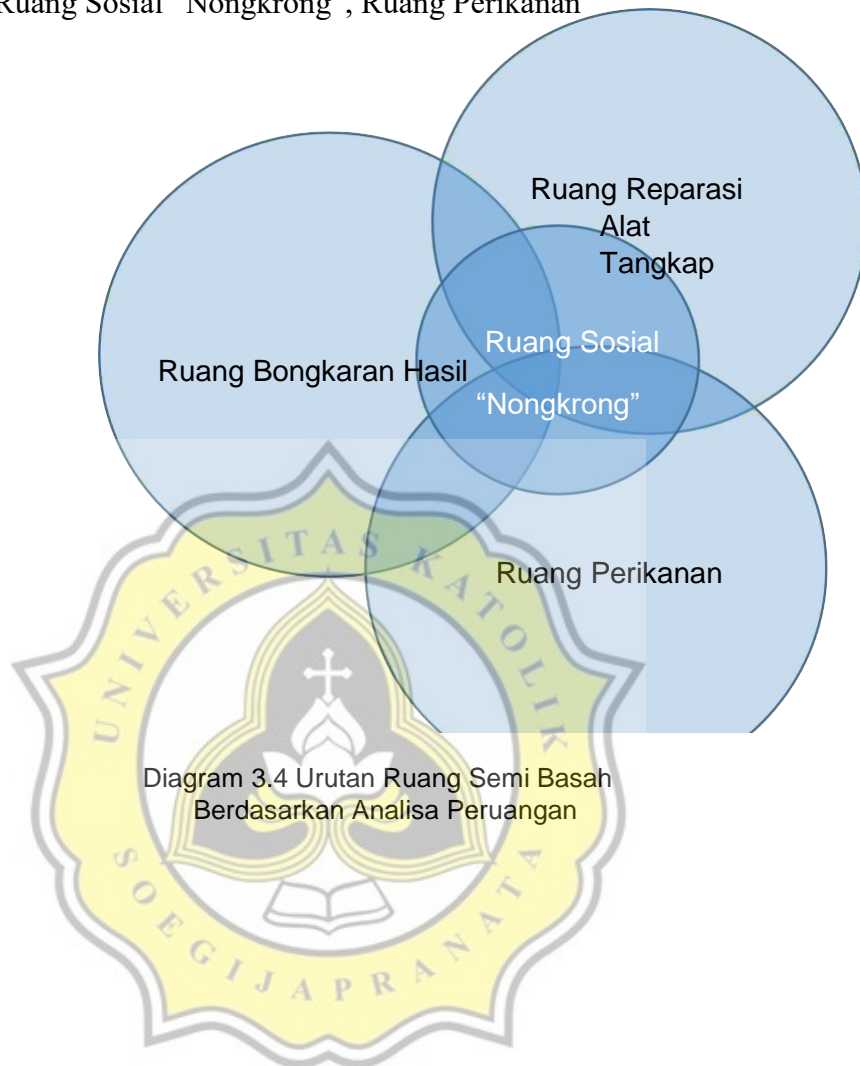 Ruang Sosial "Nongkrong", Ruang Perikanan
Ruang Reparasi
Alat
Tangkap
Ruang Sosial
“Nongkrong”
Ruang Bongkaran Hasil
Ruang Perikanan
UNIVERSITAS KATOLIK
Diagram 3.4 Urutan Ruang Semi Basah
Berdasarkan Analisa Peruangan
SOEGIJAPRANATA